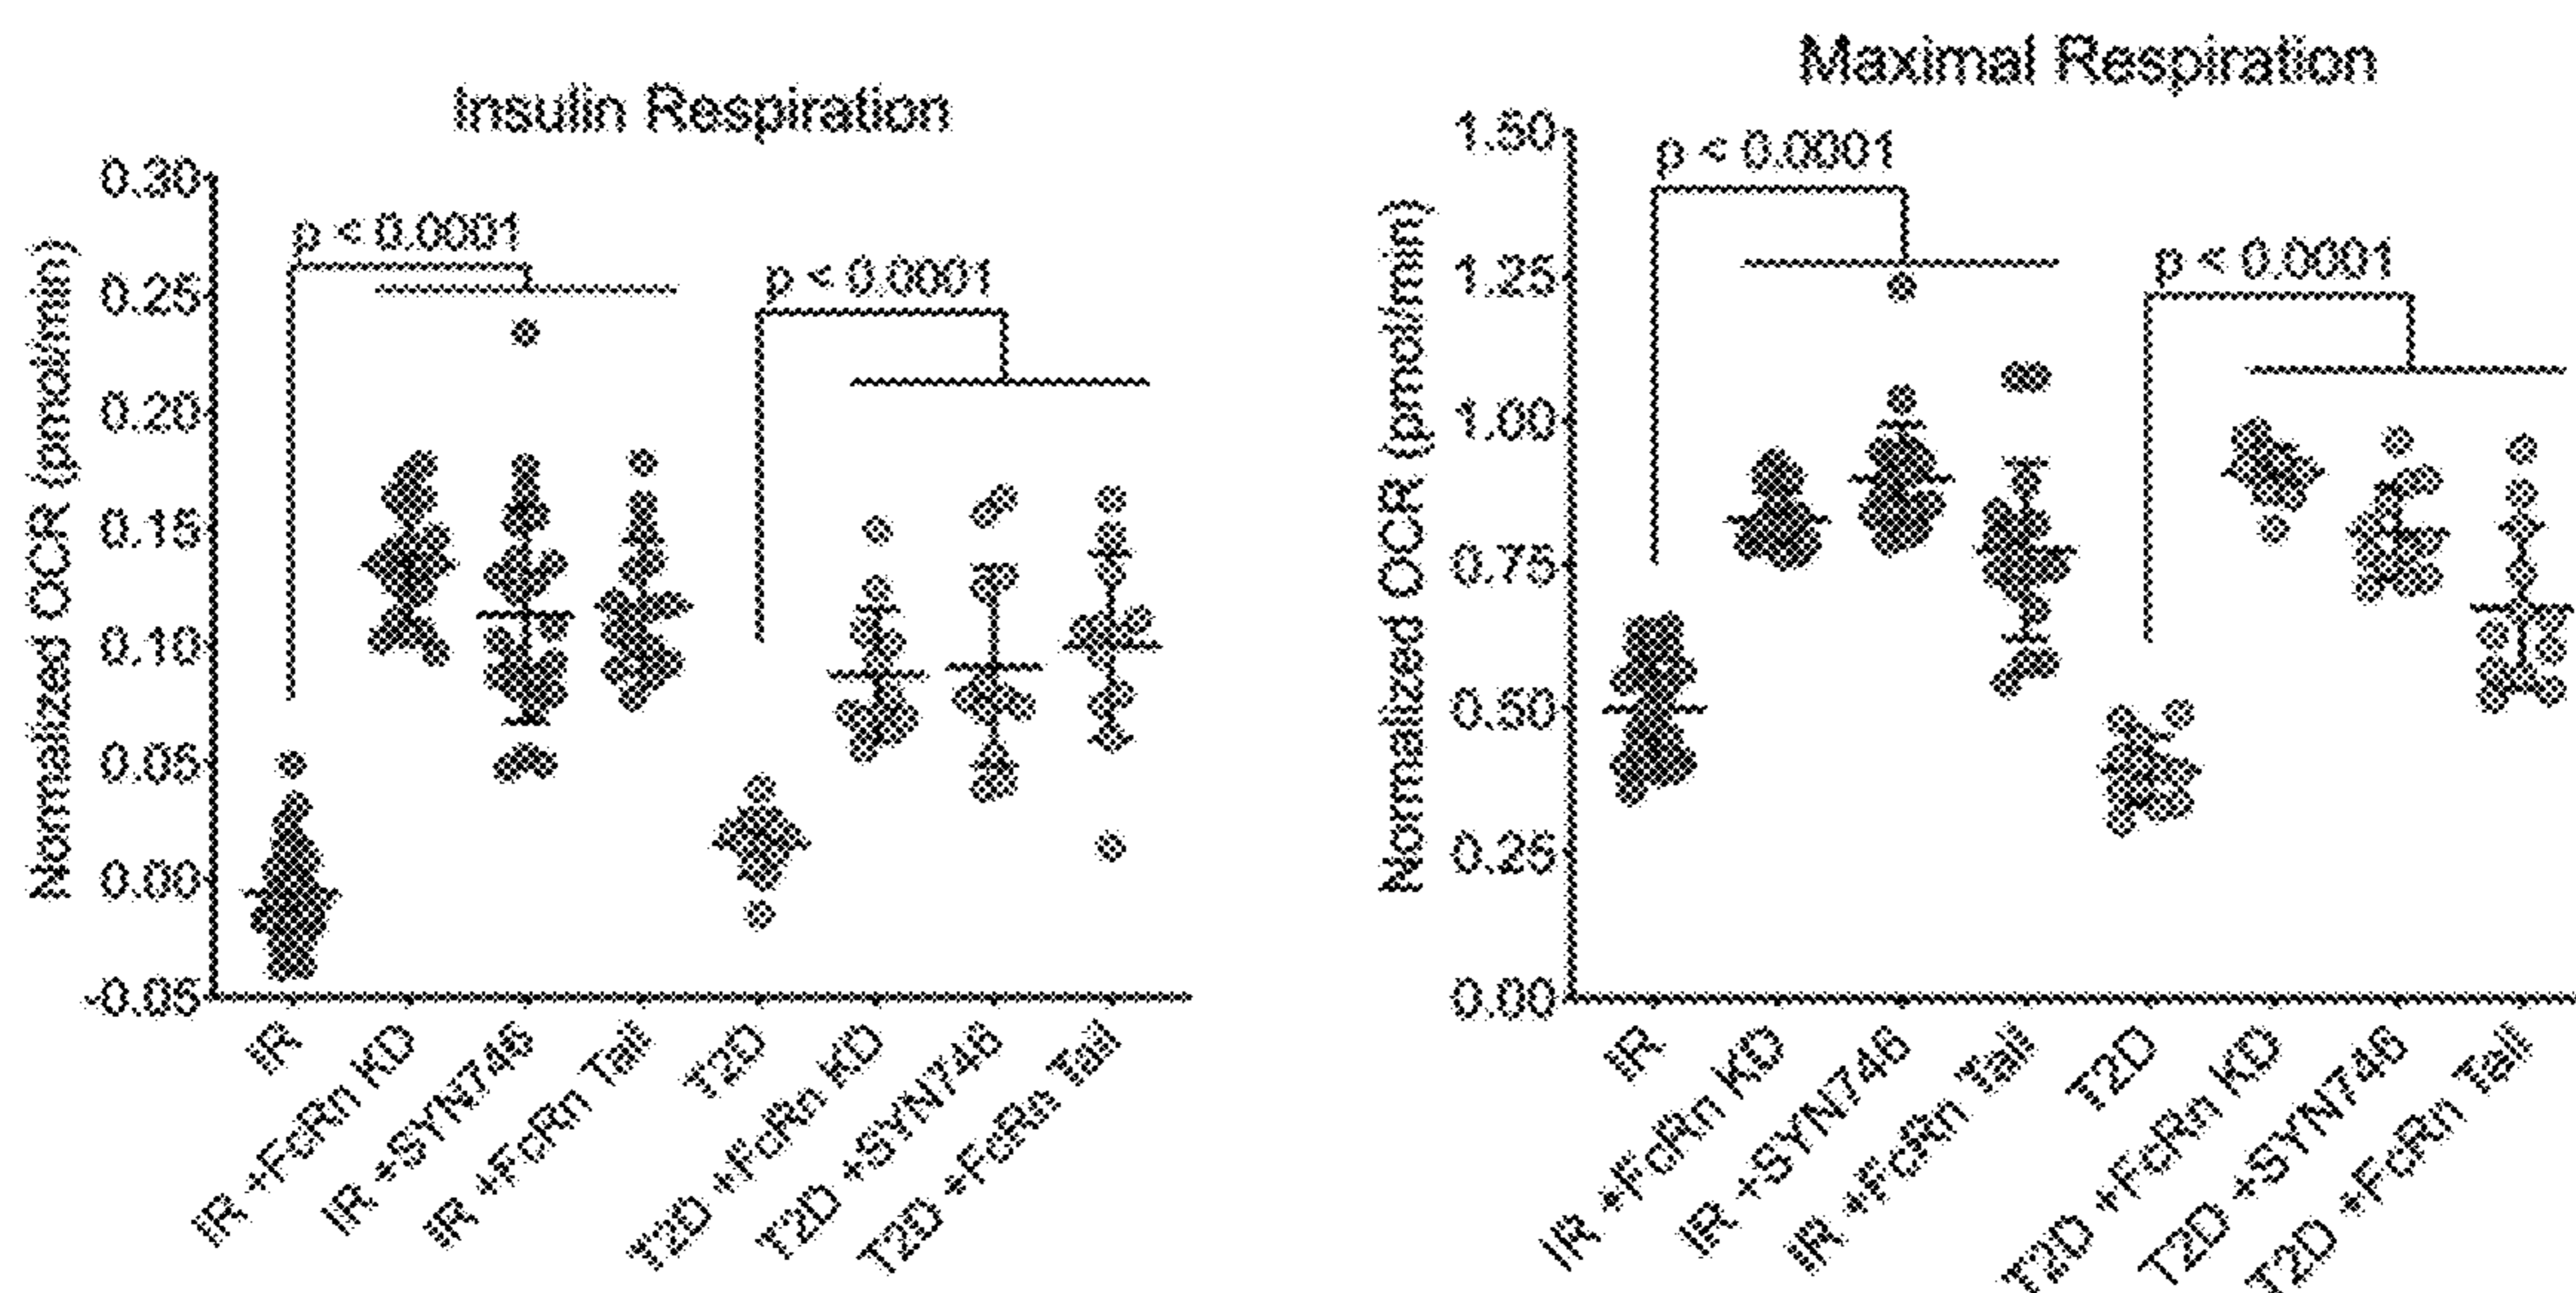 Insulin Respiration
Normalized OCR (pmol/min)
0.30
0.25
0.20
0.15
0.10
0.05
0.00
-0.05
p < 0.0001
p < 0.0001
IR
IR +FcRn KD
IR +SYN746
IR +FcRn Tail
T2D
T2D +FcRn KD
T2D +SYN746
T2D +FcRn Tail
Maximal Respiration
Normalized OCR (pmol/min)
1.50
1.25
1.00
0.75
0.50
0.25
0.00
p < 0.0001
p < 0.0001
IR
IR +FcRn KD
IR +SYN746
IR +FcRn Tail
T2D
T2D +FcRn KD
T2D +SYN746
T2D +FcRn Tail